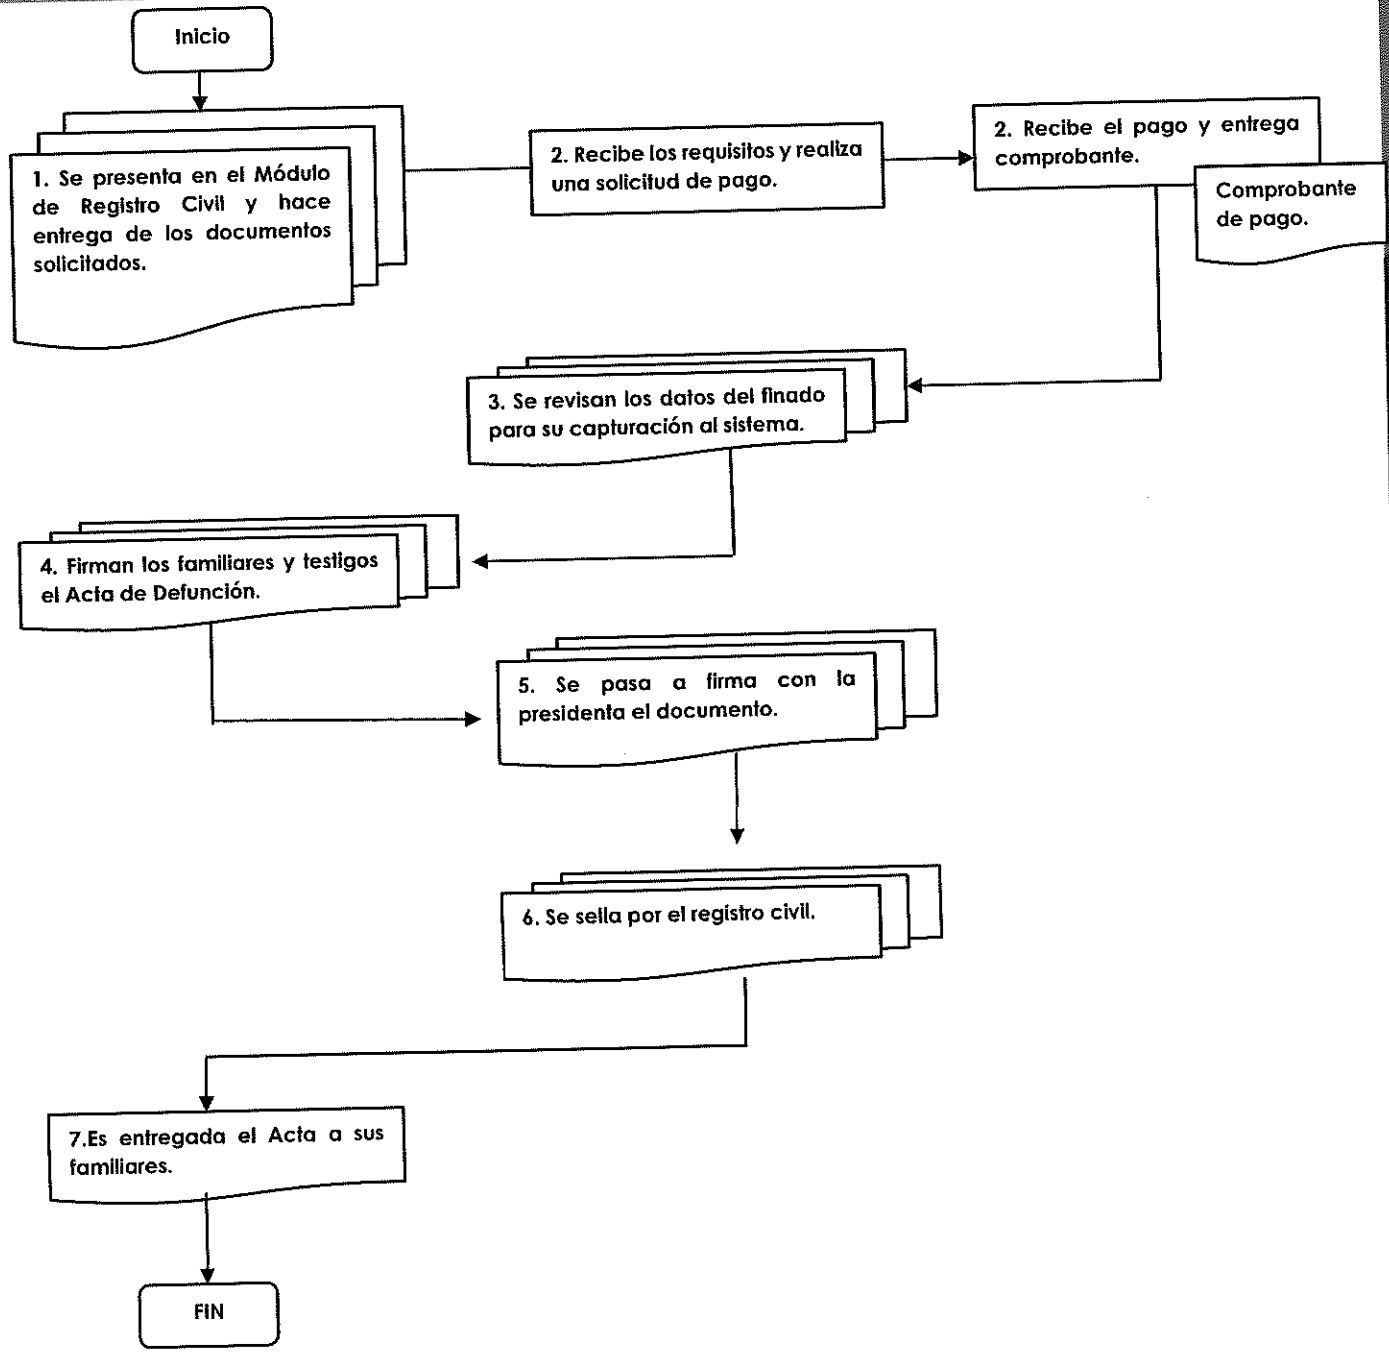 Inicio
1. Se presenta en el Módulo
de Registro Civil y hace
entrega de los documentos
solicitados.
2. Recibe los requisitos y realiza
una solicitud de pago.
2. Recibe el pago y entrega
comprobante.
Comprobante
de pago.
3. Se revisan los datos del finado
para su capturación al sistema.
4. Firman los familiares y testigos
el Acta de Defunción.
5. Se pasa a firma con la
presidenta el documento.
6. Se sella por el registro civil.
7.Es entregada el Acta a sus
familiares.
FIN